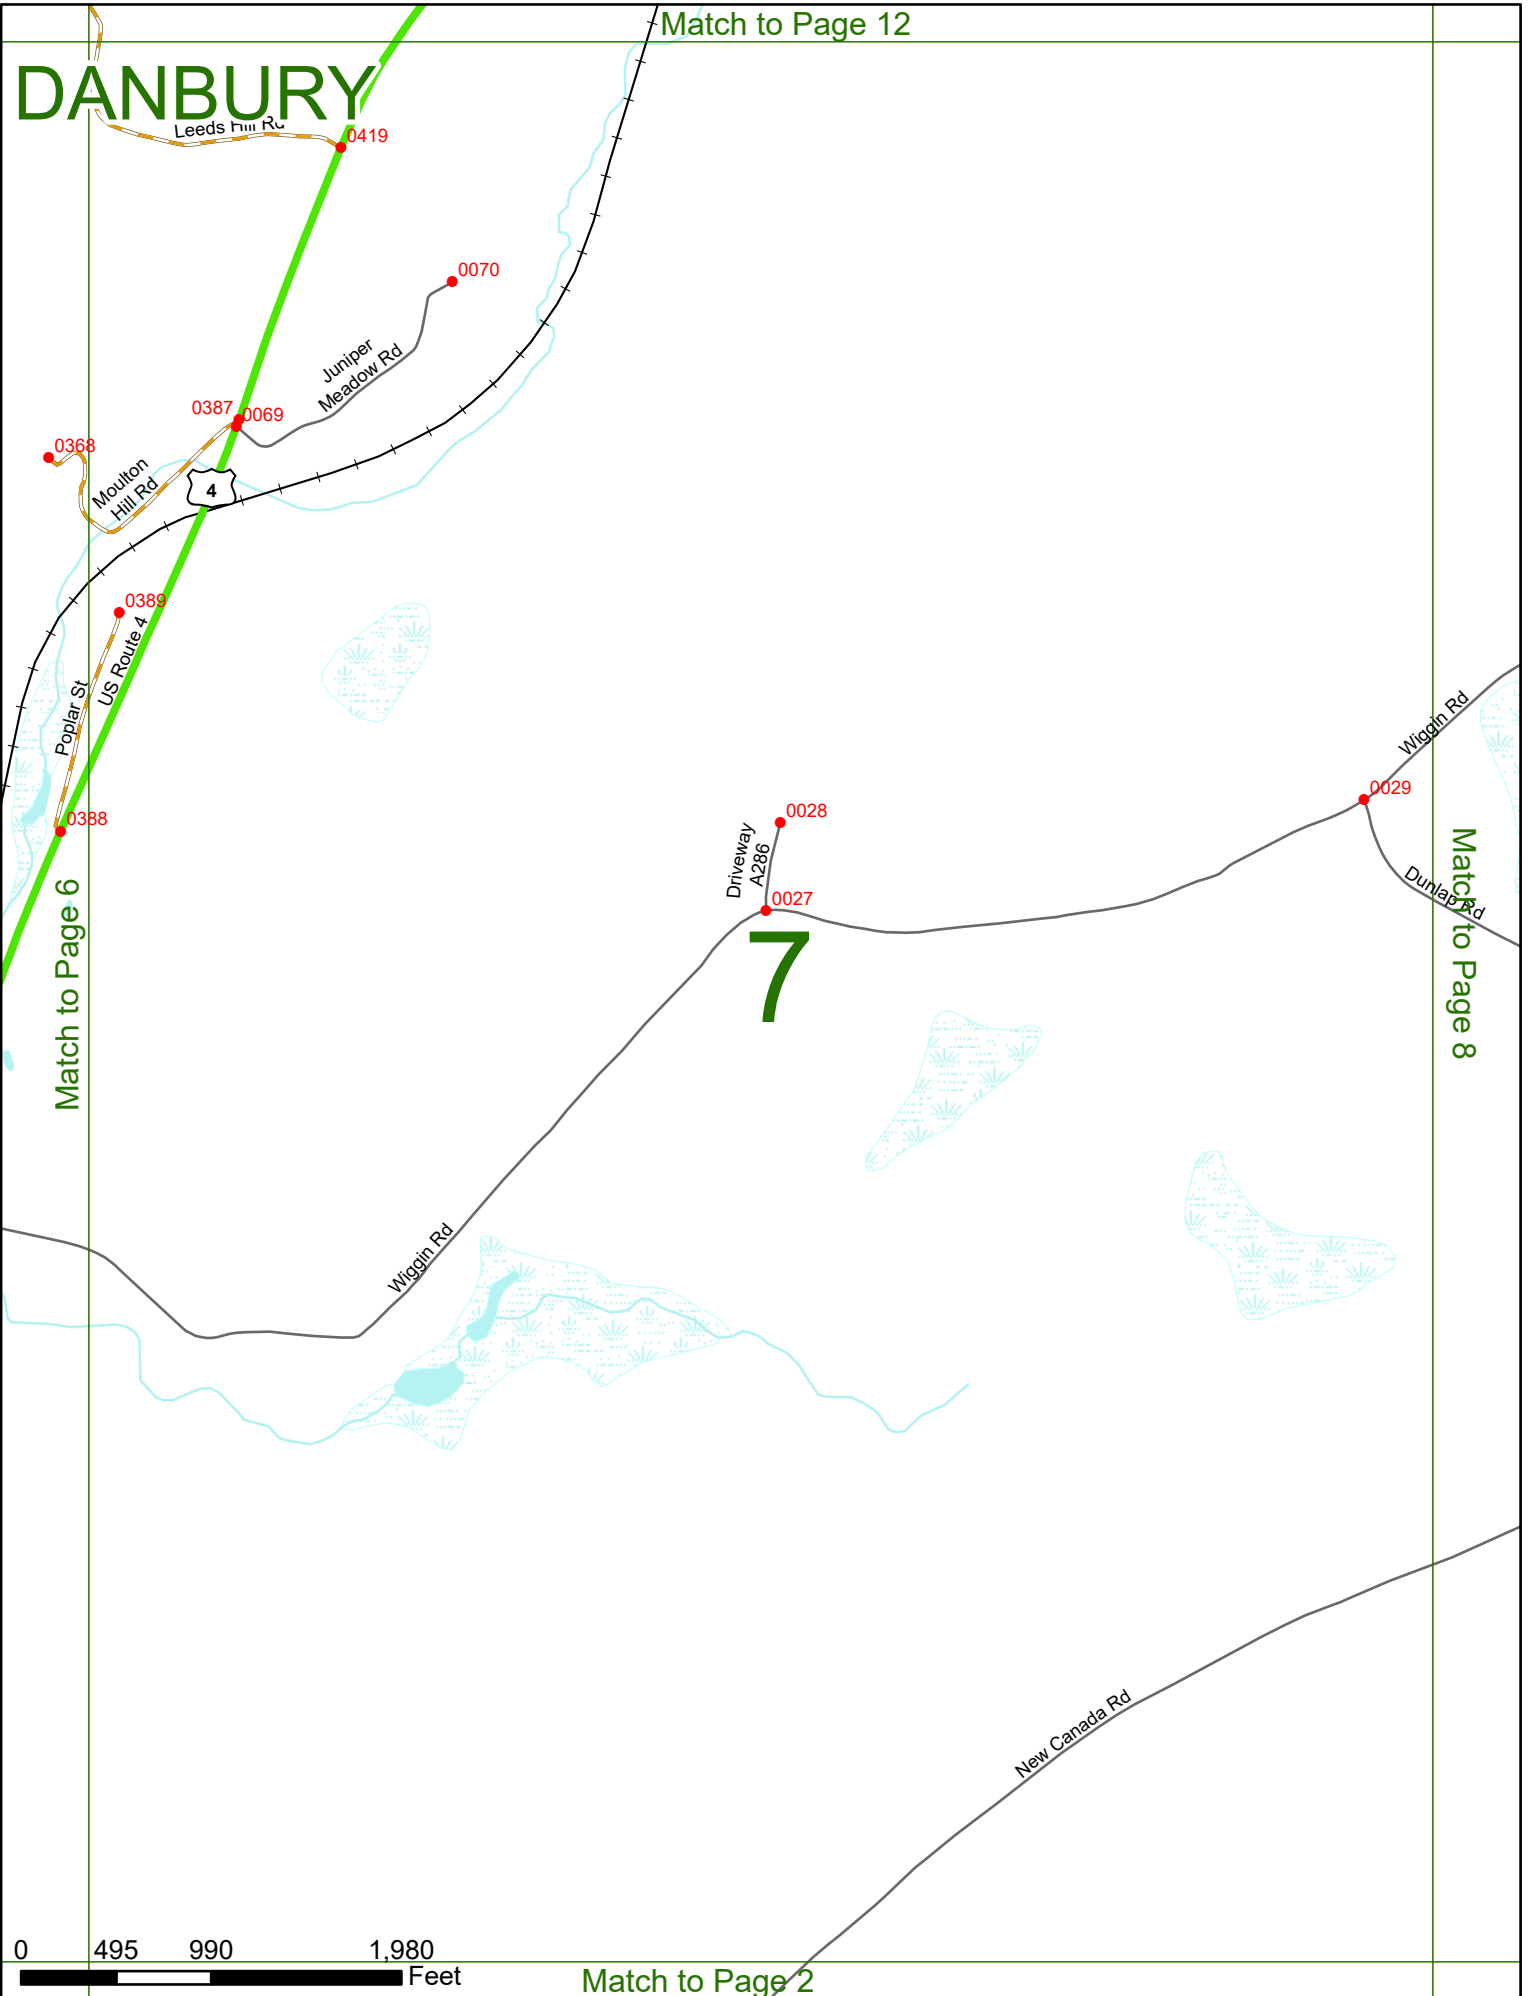 Match to Page 12
DANBURY
Leeds Hill Rd
0419
0070
Juniper
Meadow Rd
0387
0069
0368
Moulton
Hill Rd
4
0389
US Route 4
Poplar St
0388
Match to Page 6
Wiggin Rd
0029
0028
Driveway
A286
0027
7
Dunlap Rd
Match to Page 8
Wiggin Rd
New Canada Rd
0 495 990 1,980
Feet
Match to Page 2